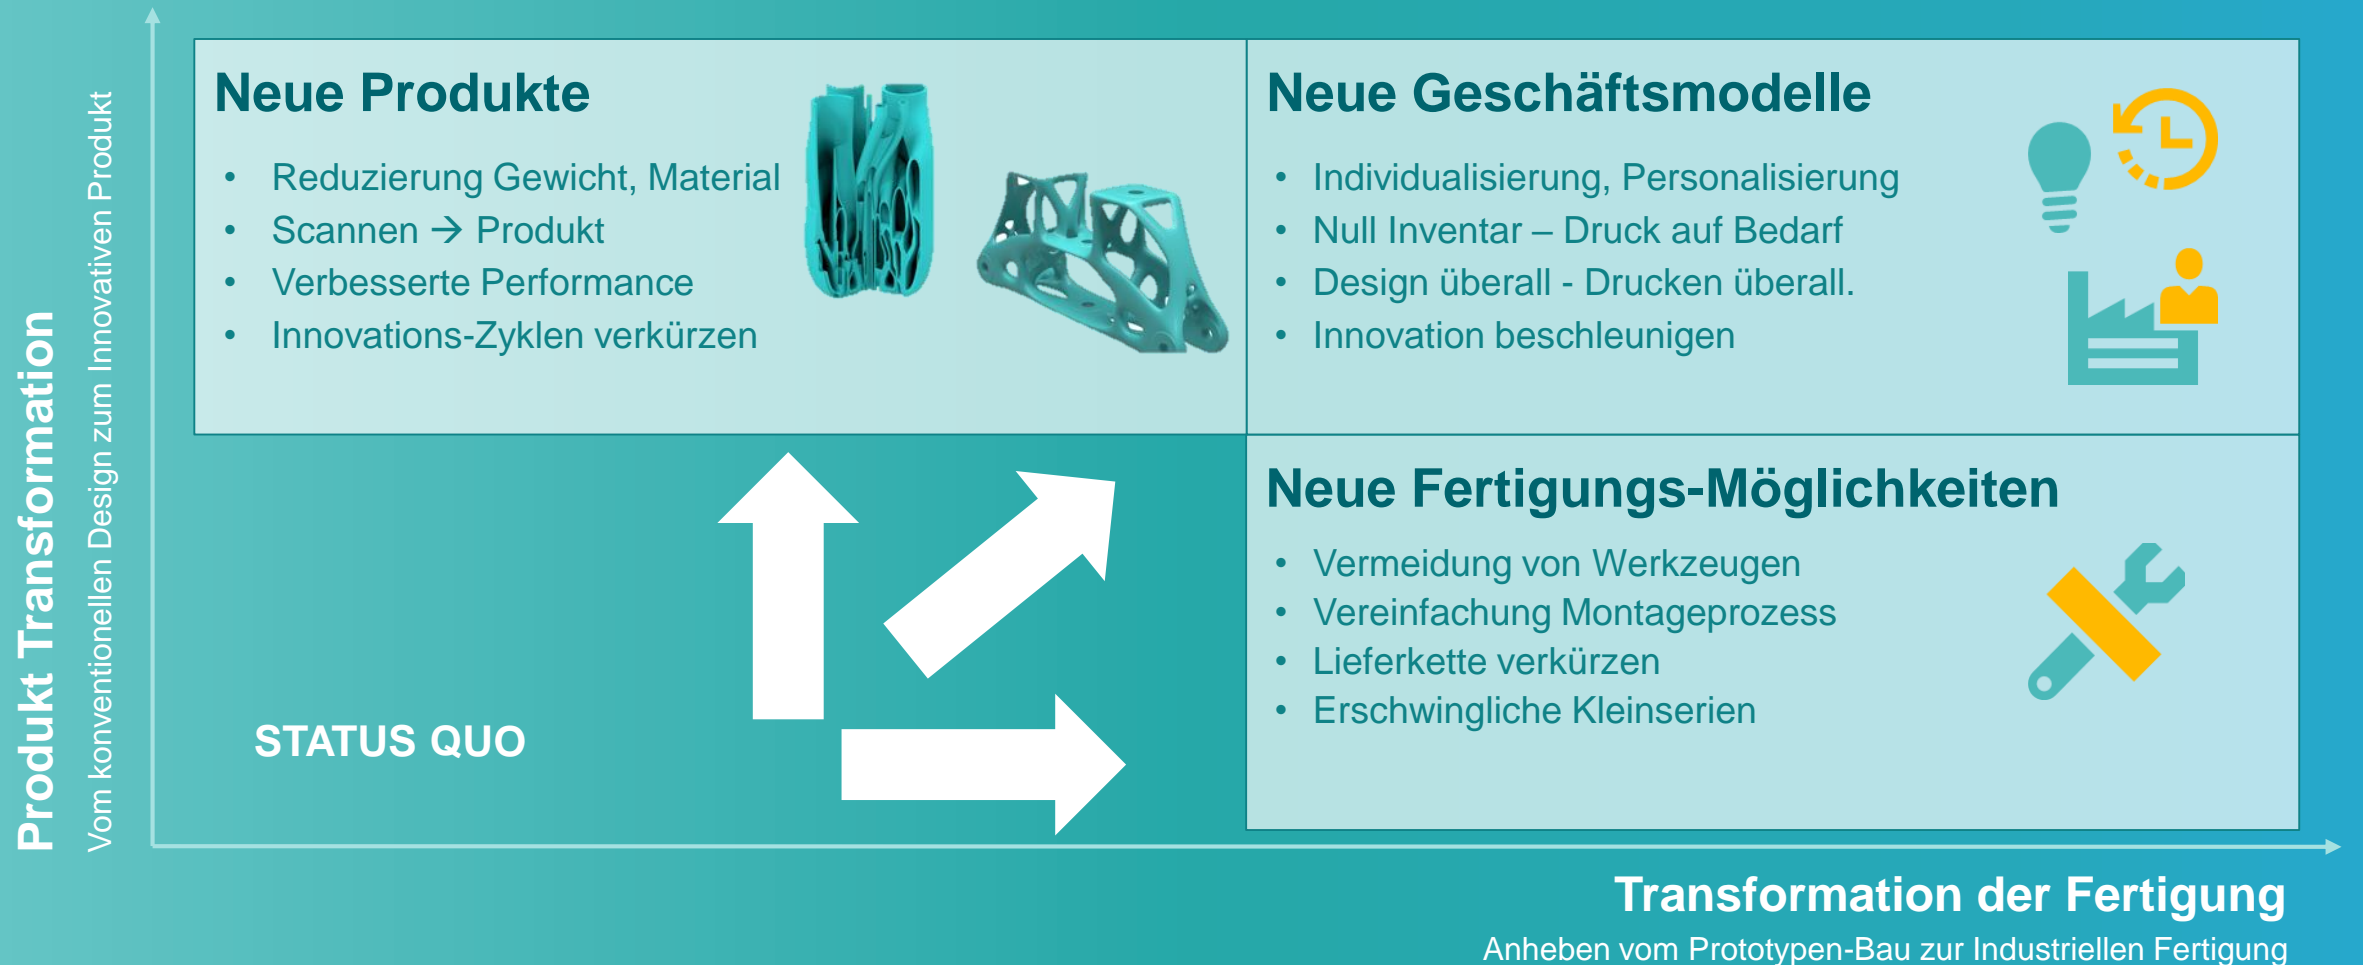 Produkt Transformation
Vom konventionellen Design zum Innovativen Produkt
Neue Produkte
• Reduzierung Gewicht, Material
• Scannen → Produkt
• Verbesserte Performance
• Innovations-Zyklen verkürzen
Neue Geschäftsmodelle
• Individualisierung, Personalisierung
• Null Inventar – Druck auf Bedarf
• Design überall - Drucken überall.
• Innovation beschleunigen
STATUS QUO
Neue Fertigungs-Möglichkeiten
• Vermeidung von Werkzeugen
• Vereinfachung Montageprozess
• Lieferkette verkürzen
• Erschwingliche Kleinserien
Transformation der Fertigung
Anheben vom Prototypen-Bau zur Industriellen Fertigung